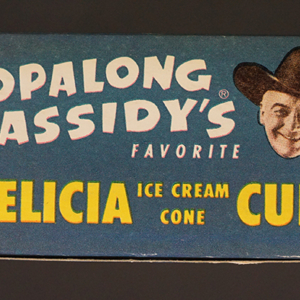 OPALONG
ASSIDY'S®
FAVORITE
ELICIA ICE CREAM CONE CU